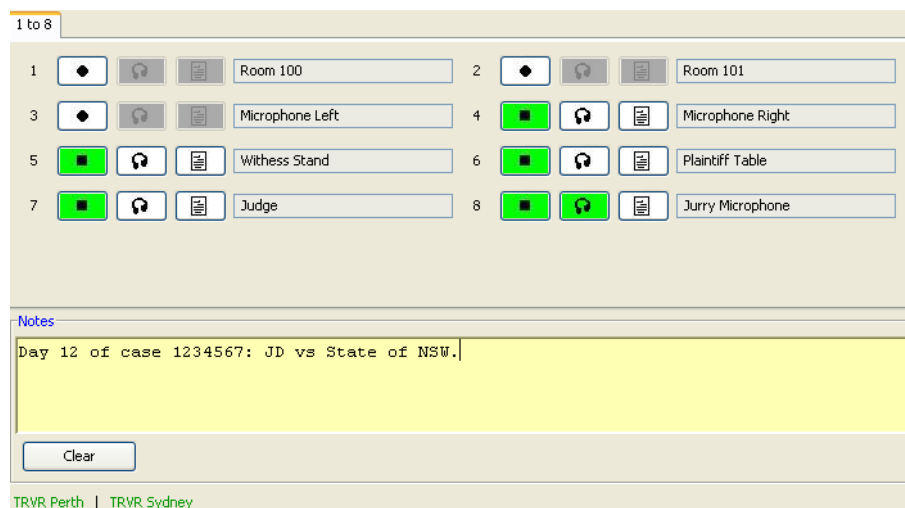 1 to 8
1 Room 100 2 Room 101
3 Microphone Left 4 Microphone Right
5 Withess Stand 6 Plaintiff Table
7 Judge 8 Jurry Microphone
Notes
Day 12 of case 1234567: JD vs State of NSW.
Clear
TRVR Perth | TRVR Sydney